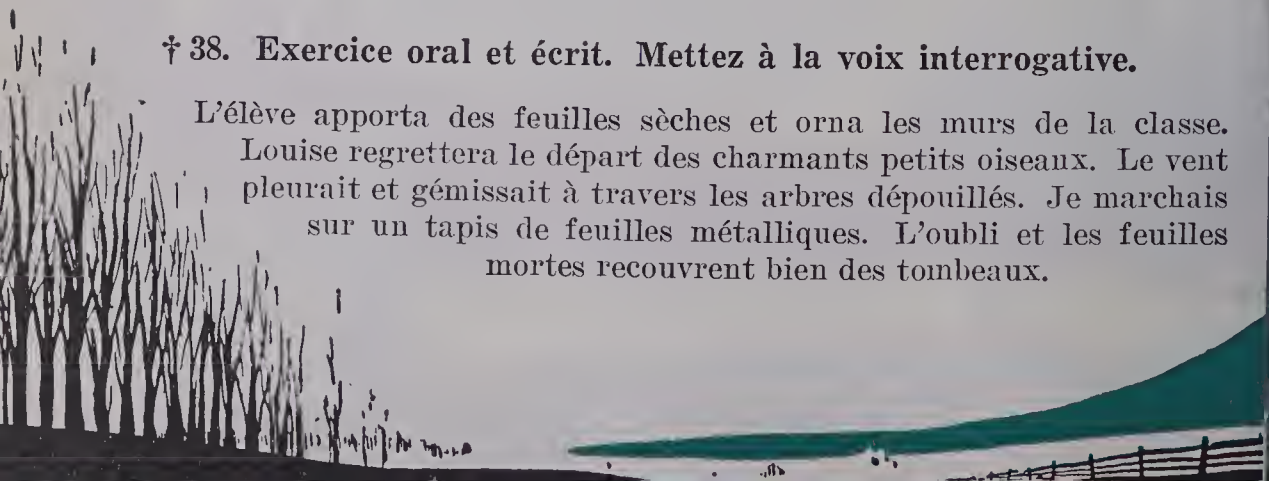 † 38. Exercice oral et écrit. Mettez à la voix interrogative.
L'élève apporta des feuilles sèches et orna les murs de la classe.
Louise regrettera le départ des charmants petits oiseaux. Le vent
pleurait et gémissait à travers les arbres dépouillés. Je marchais
sur un tapis de feuilles métalliques. L'oubli et les feuilles
mortes recouvrent bien des tombeaux.